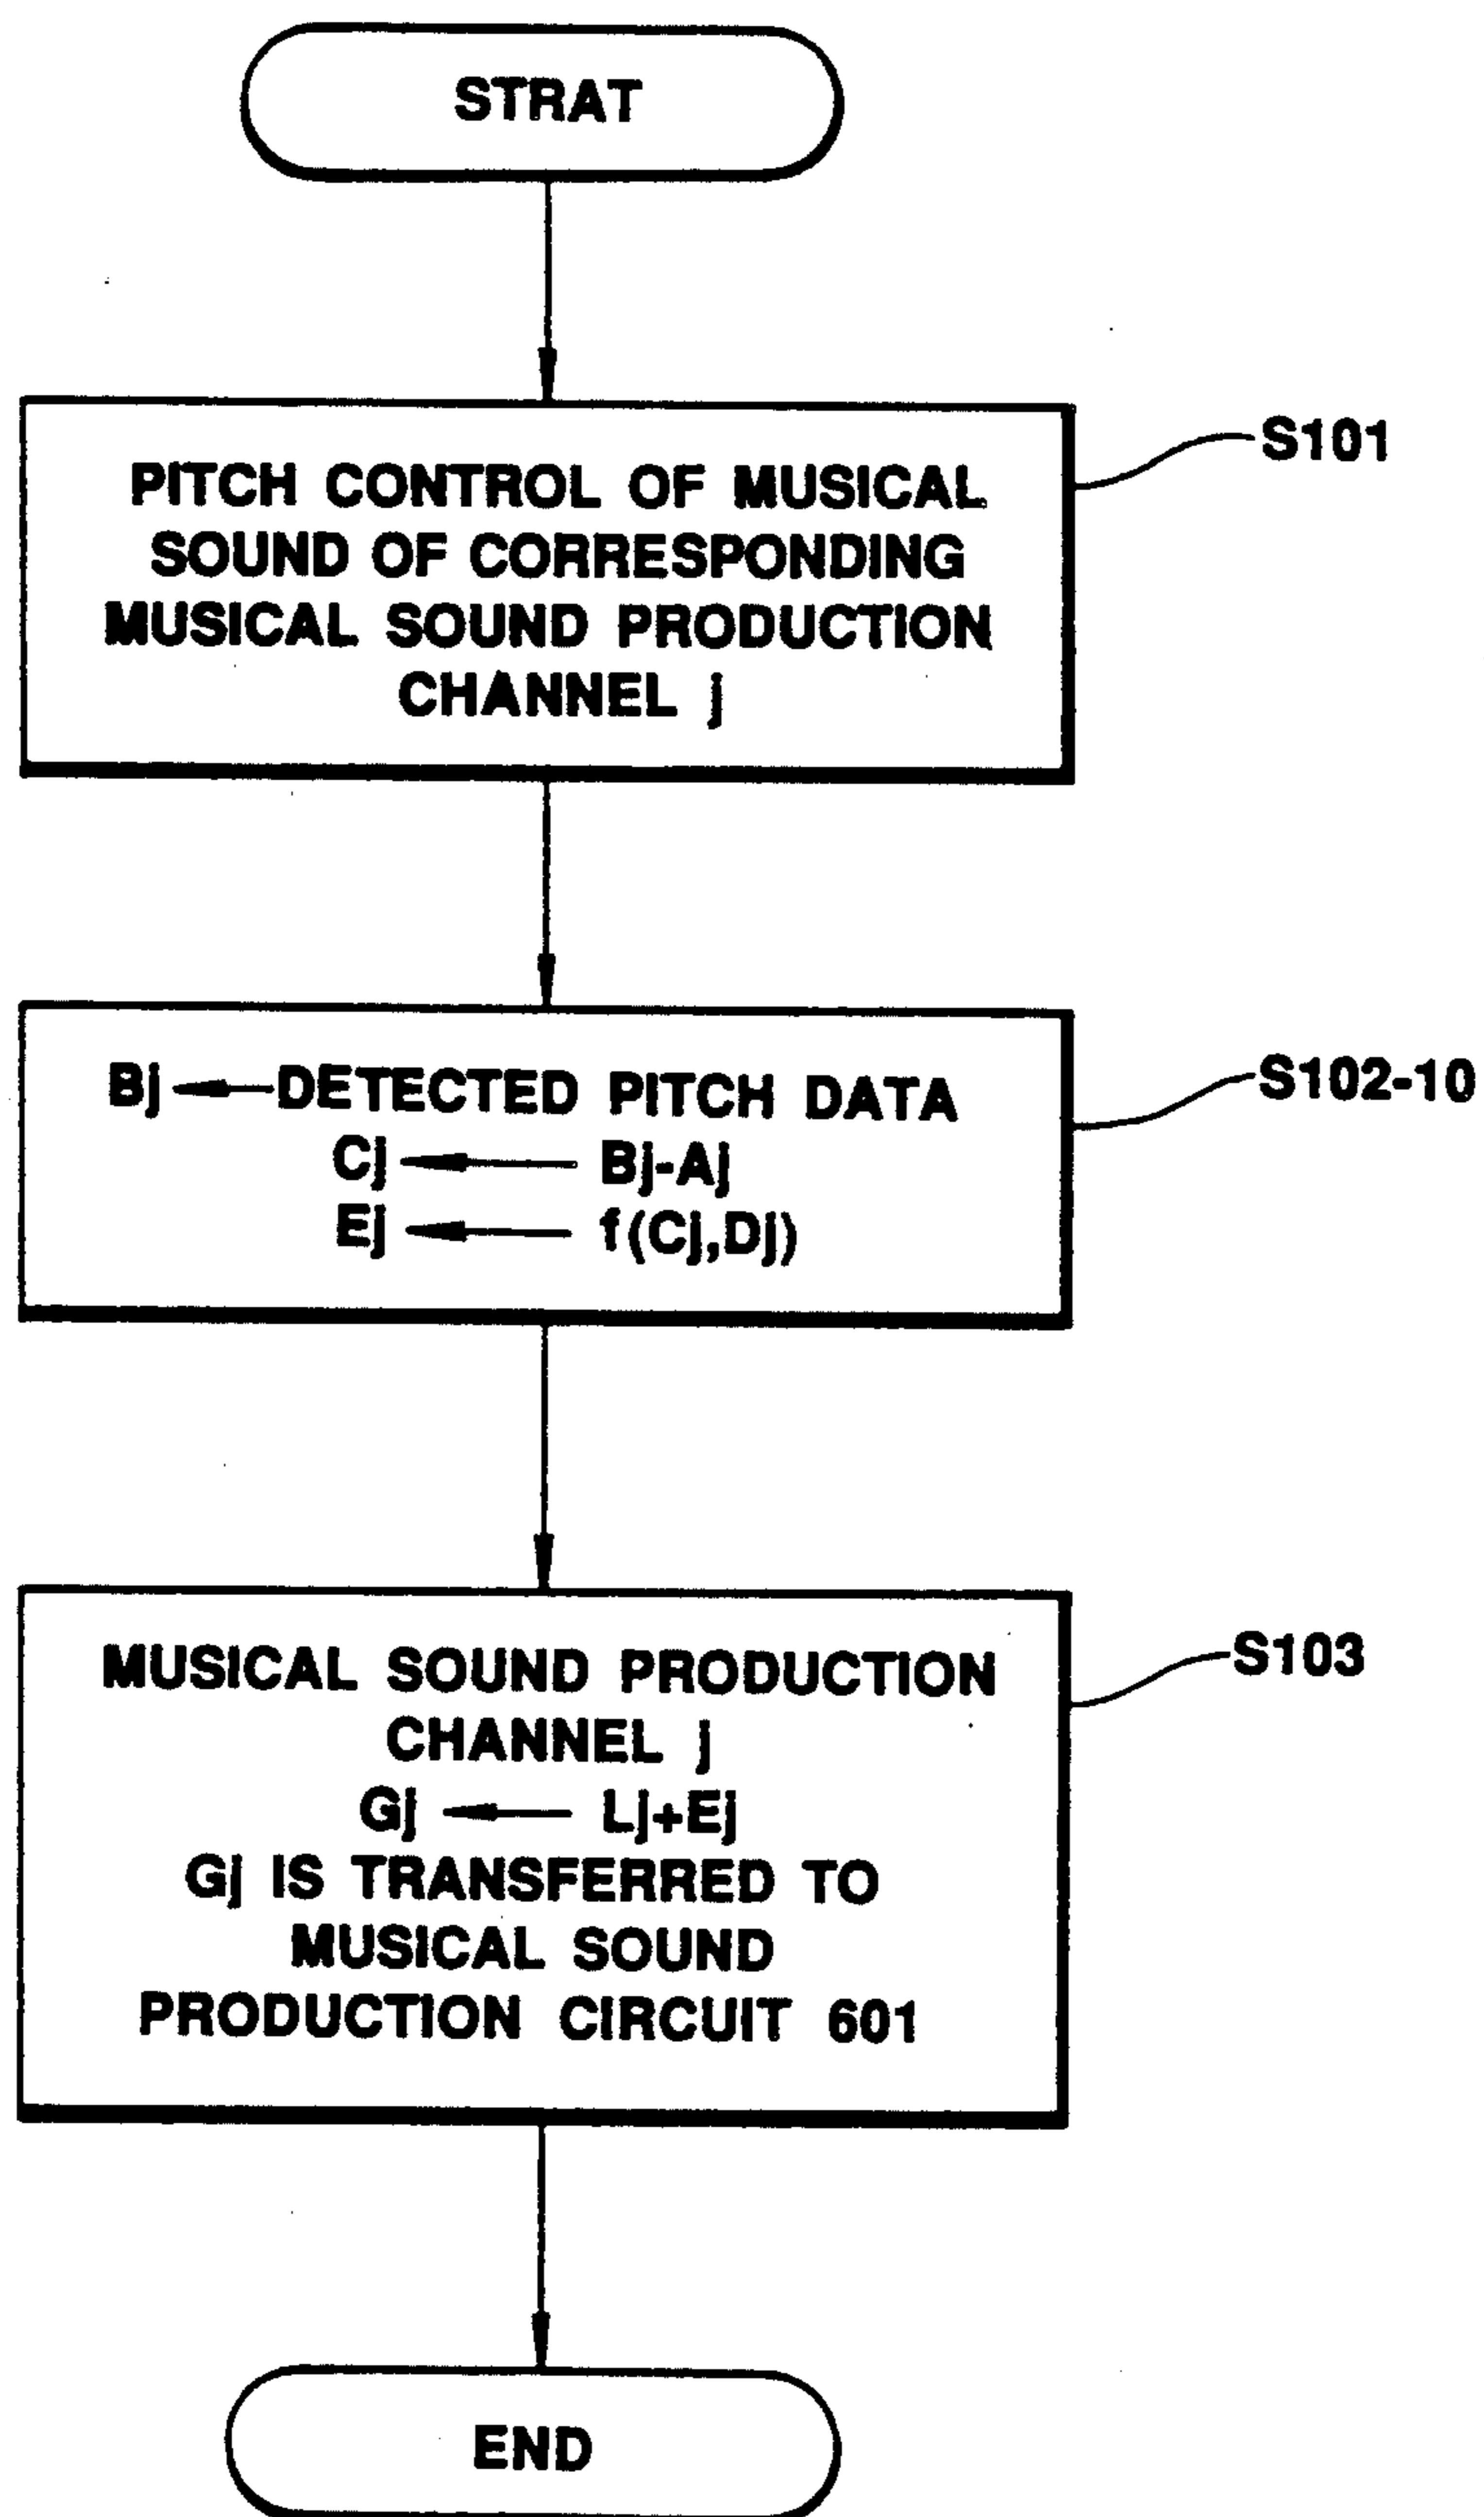 STRAT
PITCH CONTROL OF MUSICAL
SOUND OF CORRESPONDING
MUSICAL SOUND PRODUCTION
CHANNEL j
S101
Bj ← DETECTED PITCH DATA
Cj ← Bj-Aj
Ej ← f(Cj,Dj)
S102-10
MUSICAL SOUND PRODUCTION
CHANNEL j
Gj ← Lj+Ej
Gj IS TRANSFERRED TO
MUSICAL SOUND
PRODUCTION CIRCUIT 601
S103
END